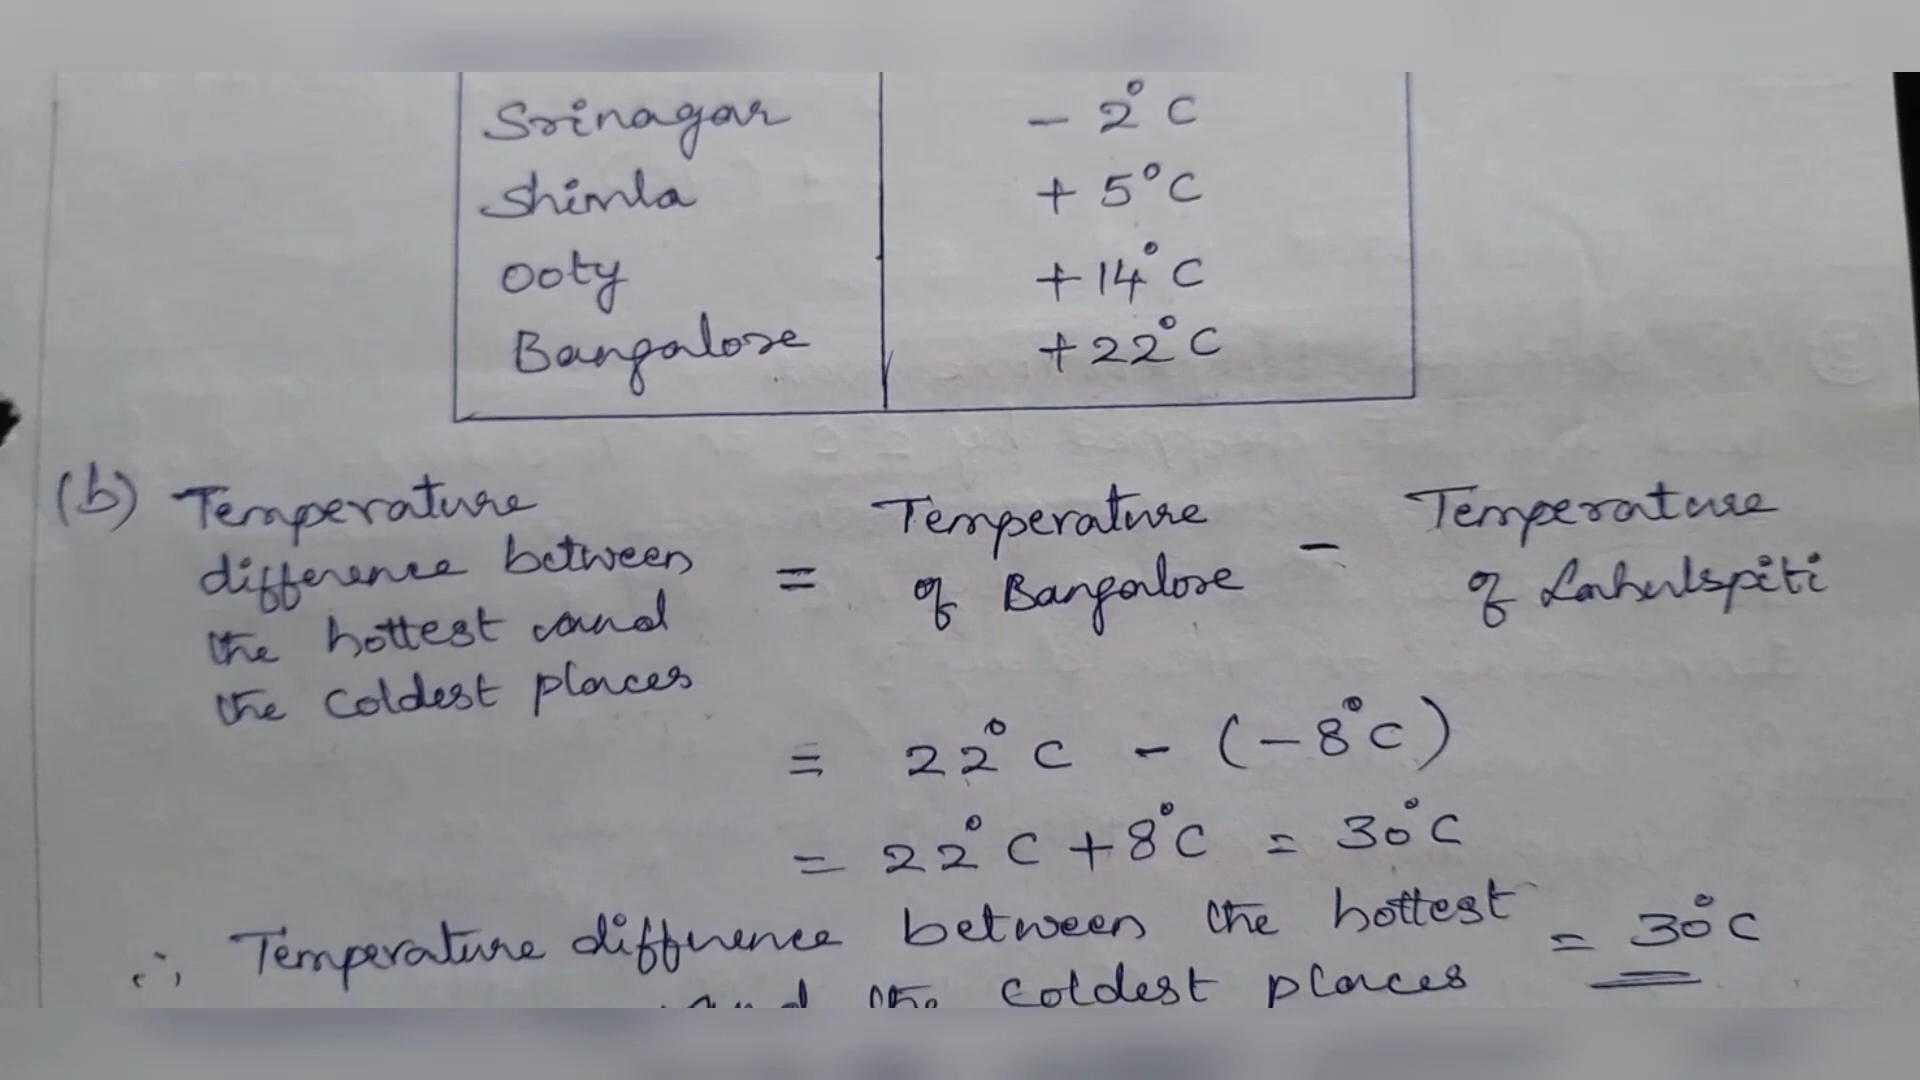 Srinagar - 2°C
Shimla + 5°C
Ooty +14°C
Bangalore +22°C
(b) Temperature difference between the hottest and the coldest places = Temperature of Bangalore - Temperature of Lahulspiti
= 22°C - (-8°C)
= 22°C +8°C = 30°C
∴ Temperature difference between the hottest = 30°C
and the coldest places